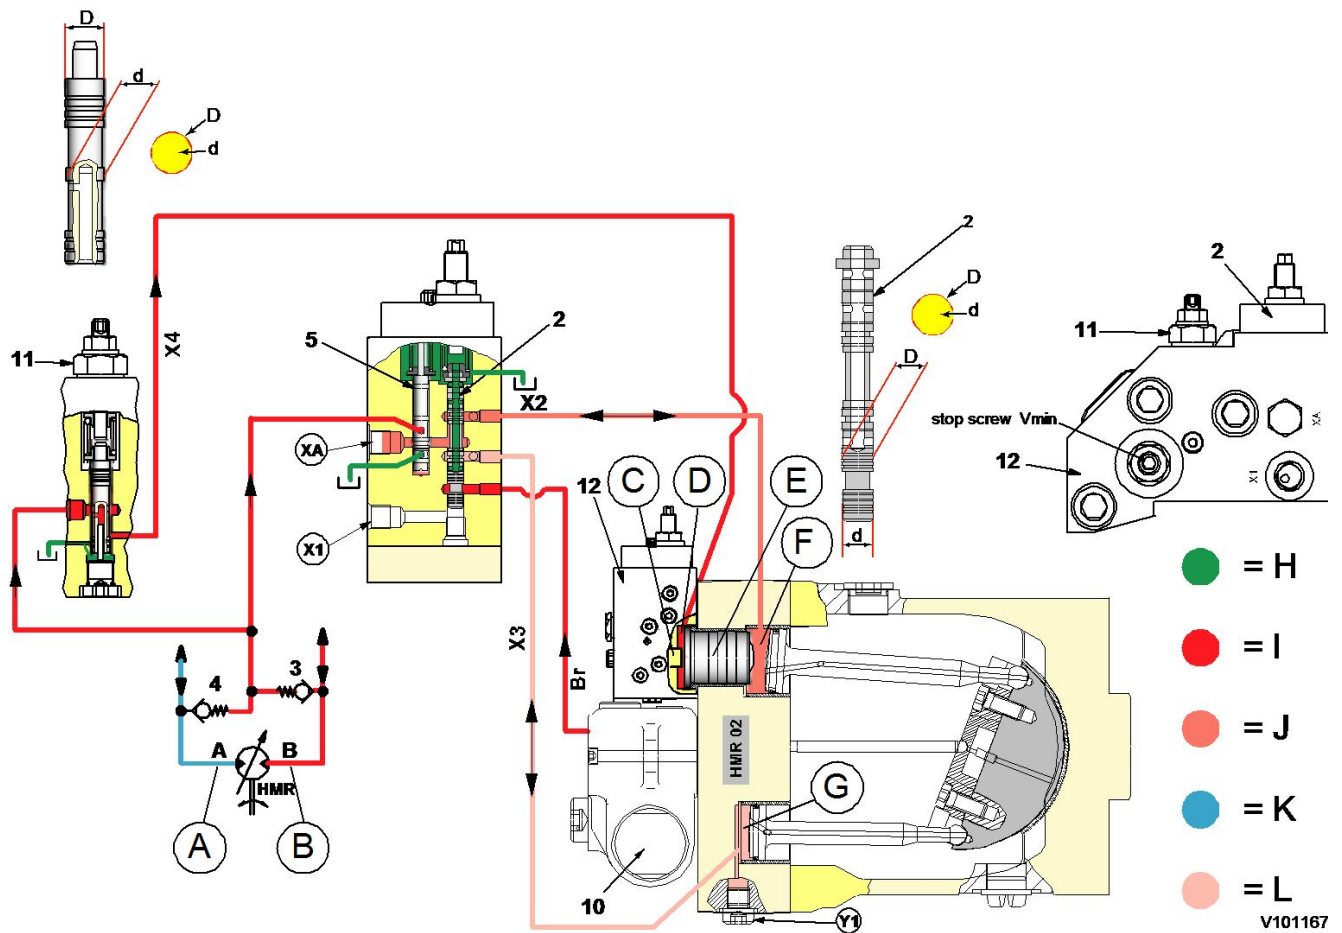 D
d
D
d
X4
11
5
2
X2
XA
X1
12
C
D
E
F
2
D
d
D
d
2
11
stop screw Vmin
12
XA
X1
X3
Br
3
4
A
B
HMR
A
B
HMR 02
G
10
Y1
= H
= I
= J
= K
= L
V101167